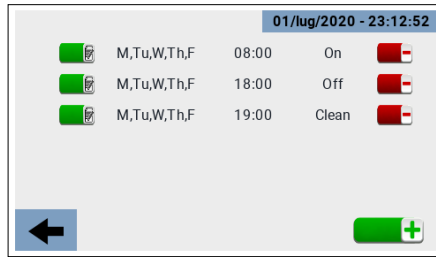 01/lug/2020 - 23:12:52
M,Tu,W,Th,F 08:00 On
M,Tu,W,Th,F 18:00 Off
M,Tu,W,Th,F 19:00 Clean